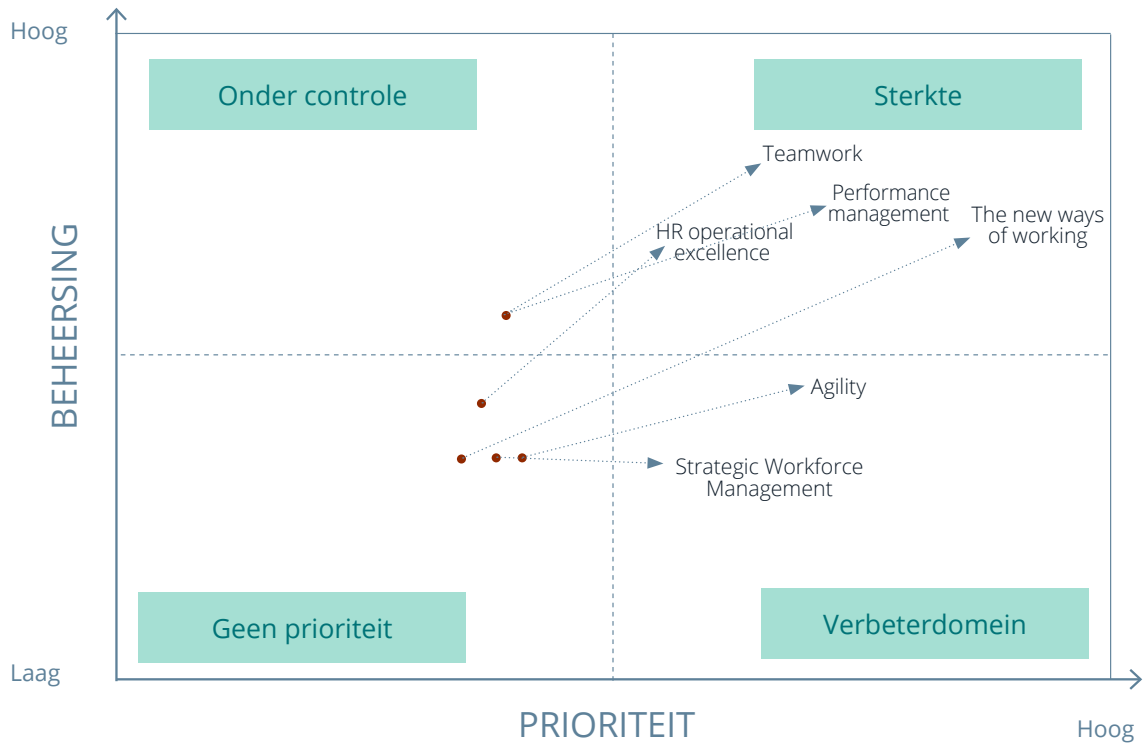 Hoog
Onder controle
Sterkte
Teamwork
Performance
management
The new ways
of working
HR operational
excellence
BEHEERSING
Agility
Strategic Workforce
Management
Geen prioriteit
Verbeterdomein
Laag
PRIORITEIT
Hoog